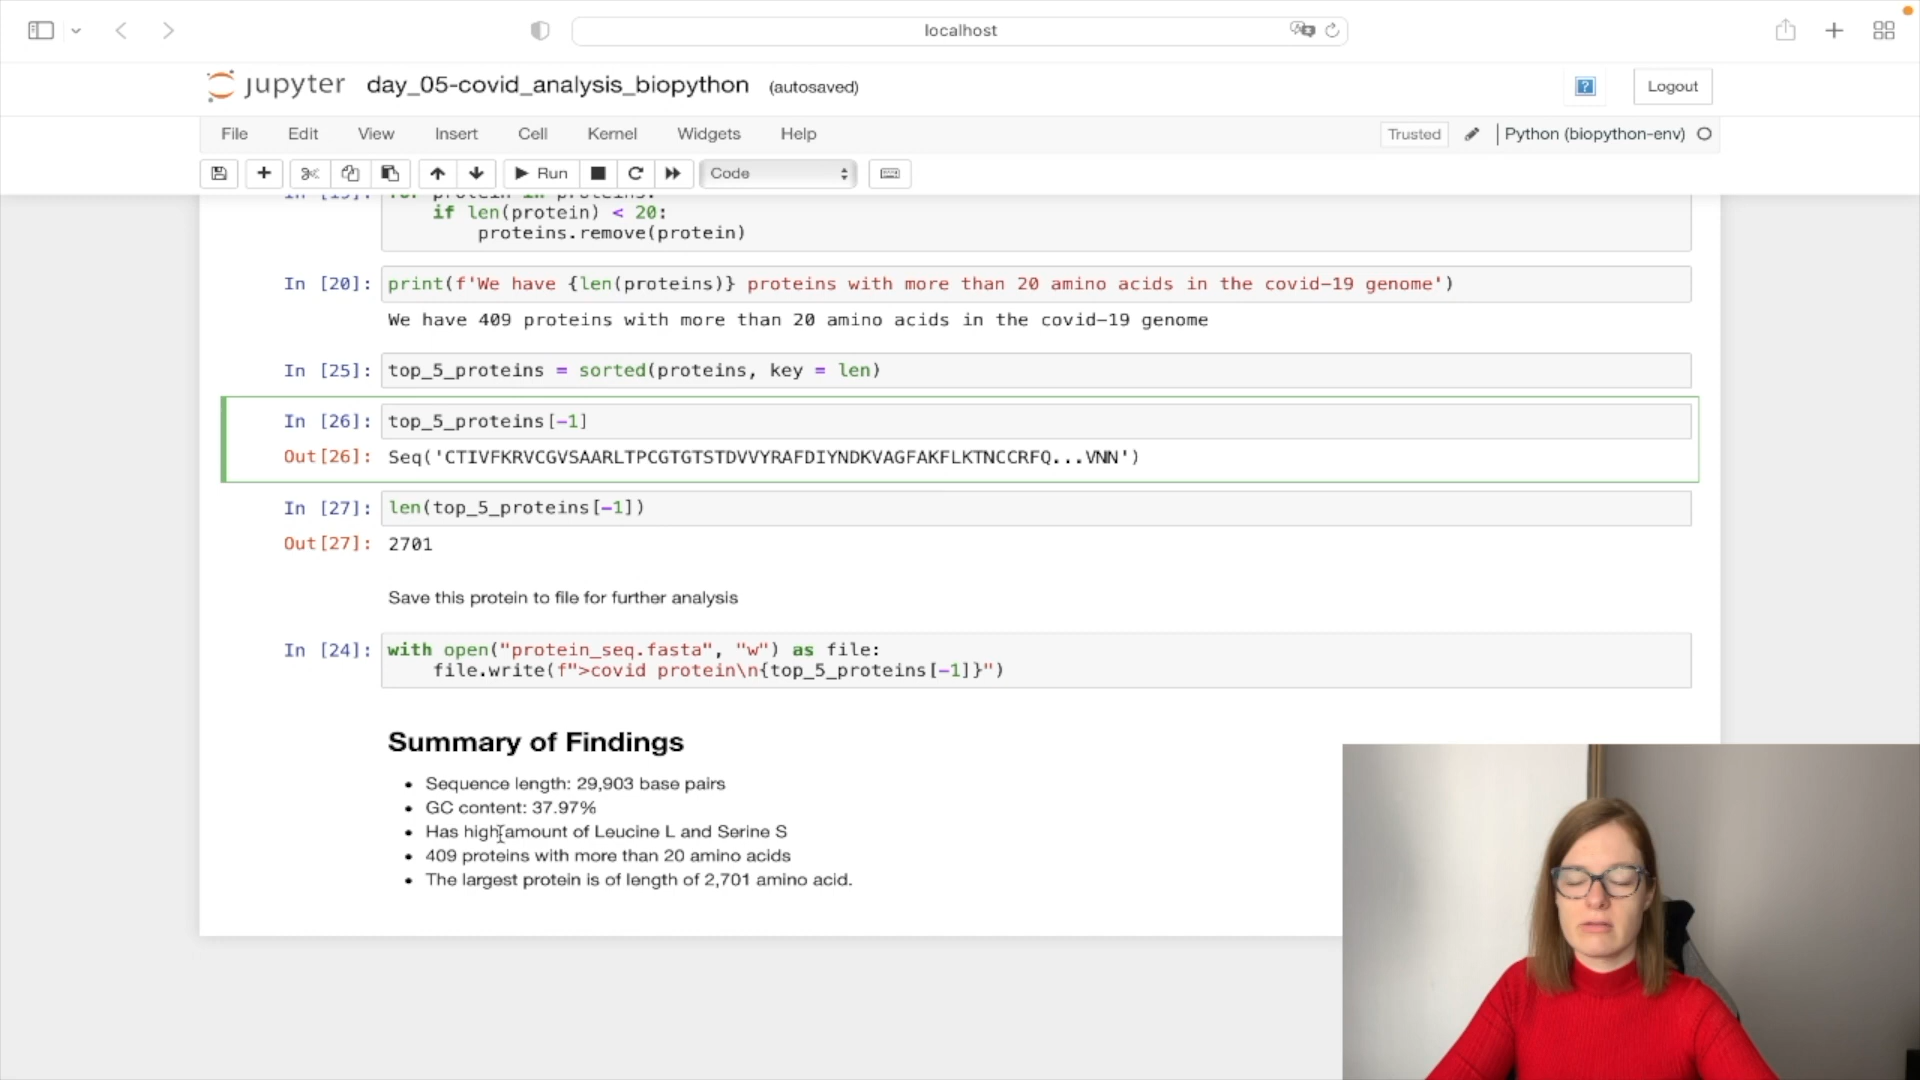 localhost
jupyter day_05-covid_analysis_biopython (autosaved)
Logout
File Edit View Insert Cell Kernel Widgets Help
Trusted Python (biopython-env)
Run Code
In [19]: for protein in proteins:
if len(protein) < 20:
proteins.remove(protein)
In [20]: print(f'We have {len(proteins)} proteins with more than 20 amino acids in the covid-19 genome')
We have 409 proteins with more than 20 amino acids in the covid-19 genome
In [25]: top_5_proteins = sorted(proteins, key = len)
In [26]: top_5_proteins[-1]
Out[26]: Seq('CTIVFKRVCGVSAARLTPCGTGTSTDVVYRAFDIYNDKVAGFAKFLKTNCCRFQ...VNN')
In [27]: len(top_5_proteins[-1])
Out[27]: 2701
Save this protein to file for further analysis
In [24]: with open("protein_seq.fasta", "w") as file:
file.write(f">covid protein\n{top_5_proteins[-1]}")
Summary of Findings
• Sequence length: 29,903 base pairs
• GC content: 37.97%
• Has high amount of Leucine L and Serine S
• 409 proteins with more than 20 amino acids
• The largest protein is of length of 2,701 amino acid.